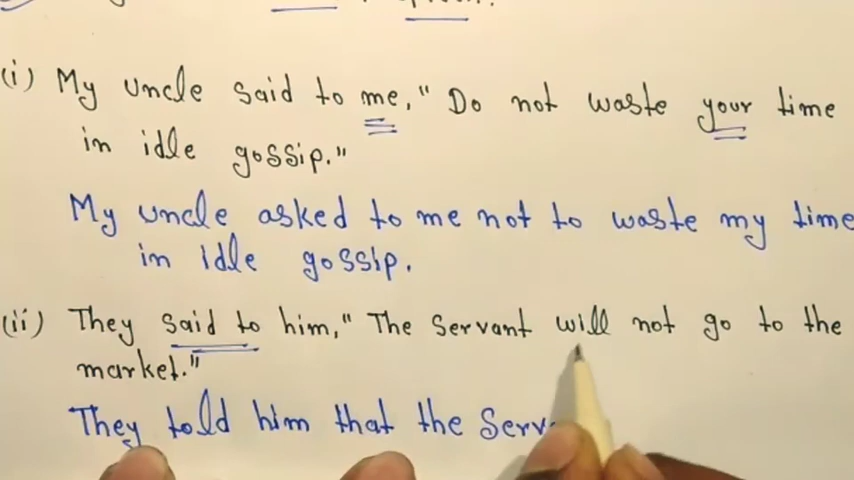 (i) My uncle said to me," Do not waste your time
in idle gossip."
My uncle asked to me not to waste my time
in idle gossip.
(ii) They said to him," The servant will not go to the
market."
They told him that the